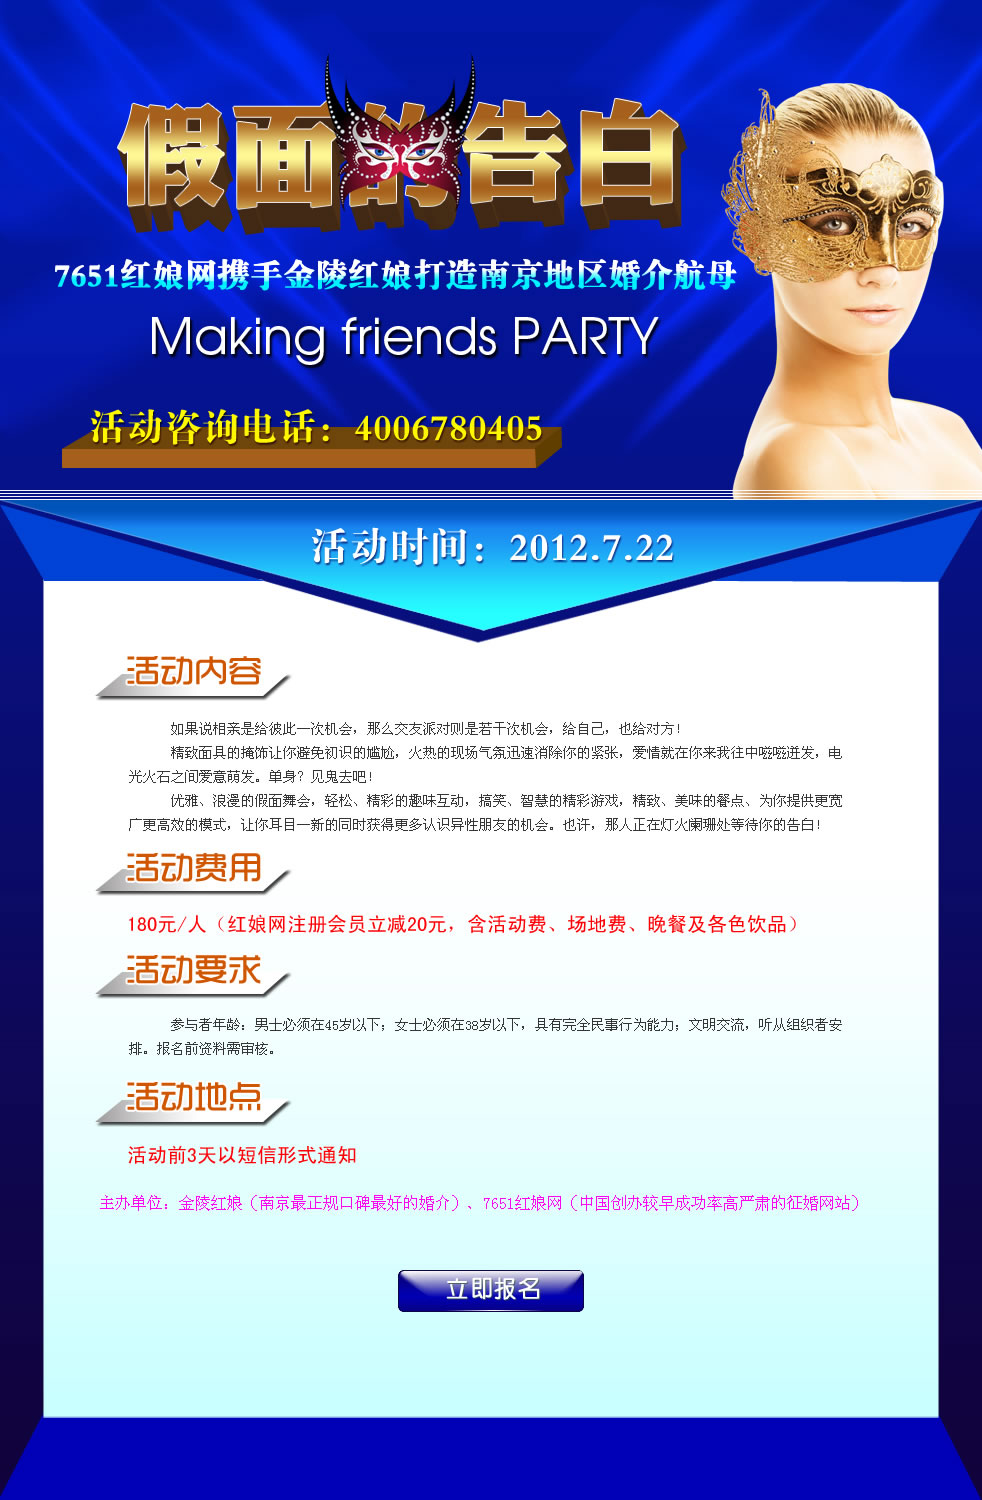 假面的告白
7651红娘网携手金陵红娘打造南京地区婚介航母
Making friends PARTY
活动咨询电话：4006780405
活动时间：2012.7.22
活动内容
如果说相亲是给彼此一次机会，那么交友派对则是若干次机会，给自己，也给对方！
精致面具的掩饰让你避免初识的尴尬，火热的现场气氛迅速消除你的紧张，爱情就在你来我往中嗞嗞迸发，电
光火石之间爱意萌发。单身？见鬼去吧！
优雅、浪漫的假面舞会，轻松、精彩的趣味互动，搞笑、智慧的精彩游戏，精致、美味的餐点、为你提供更宽
广更高效的模式，让你耳目一新的同时获得更多认识异性朋友的机会。也许，那人正在灯火阑珊处等待你的告白！
活动费用
180元/人（红娘网注册会员立减20元，含活动费、场地费、晚餐及各色饮品）
活动要求
参与者年龄：男士必须在45岁以下；女士必须在38岁以下，具有完全民事行为能力；文明交流，听从组织者安
排。报名前资料需审核。
活动地点
活动前3天以短信形式通知
主办单位：金陵红娘（南京最正规口碑最好的婚介）、7651红娘网（中国创办较早成功率高严肃的征婚网站）
立即报名